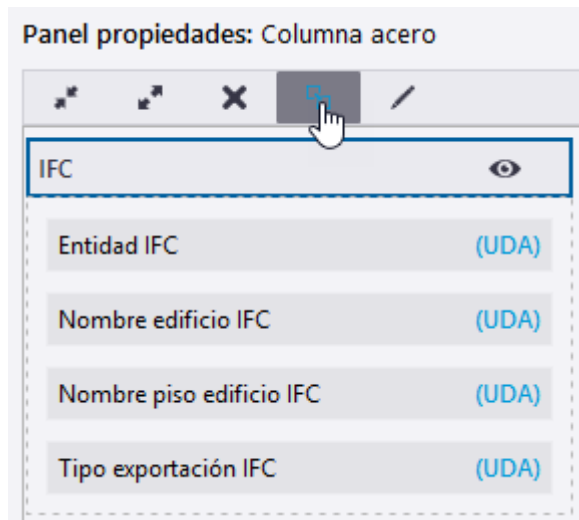 Panel propiedades: Columna acero
IFC
Entidad IFC (UDA)
Nombre edificio IFC (UDA)
Nombre piso edificio IFC (UDA)
Tipo exportación IFC (UDA)